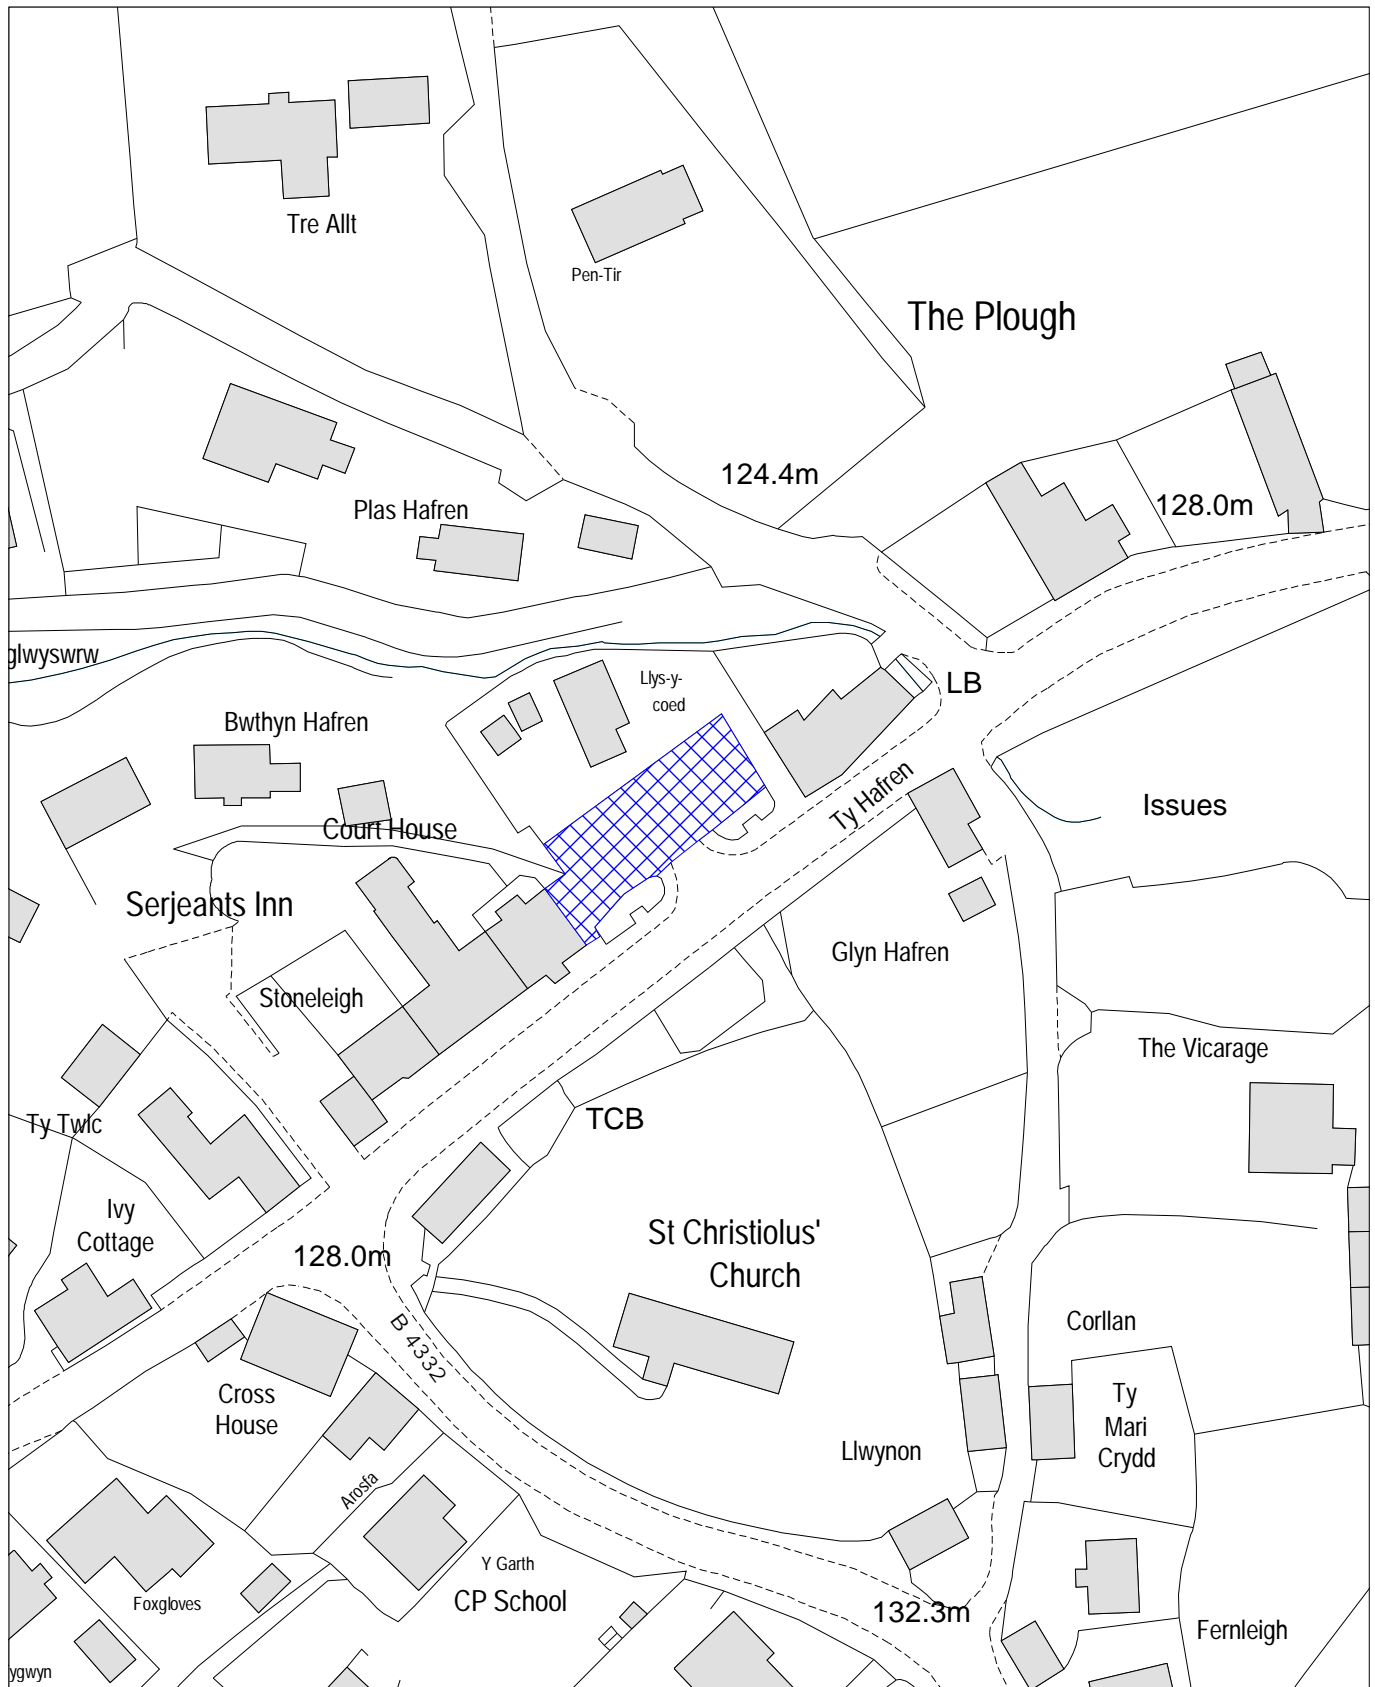 Tre Allt
Pen-Tir
The Plough
124.4m
128.0m
Plas Hafren
glwyswrw
Llys-y-
coed
LB
Bwthyn Hafren
Ty Hafren
Issues
Court House
Serjeants Inn
Glyn Hafren
Stoneleigh
The Vicarage
TCB
Ty Twlc
Ivy
Cottage
St Christiolus'
Church
128.0m
B 4332
Corllan
Cross
House
Ty
Mari
Crydd
Llwynon
Arosfa
Y Garth
CP School
Foxgloves
132.3m
Fernleigh
ygwyn